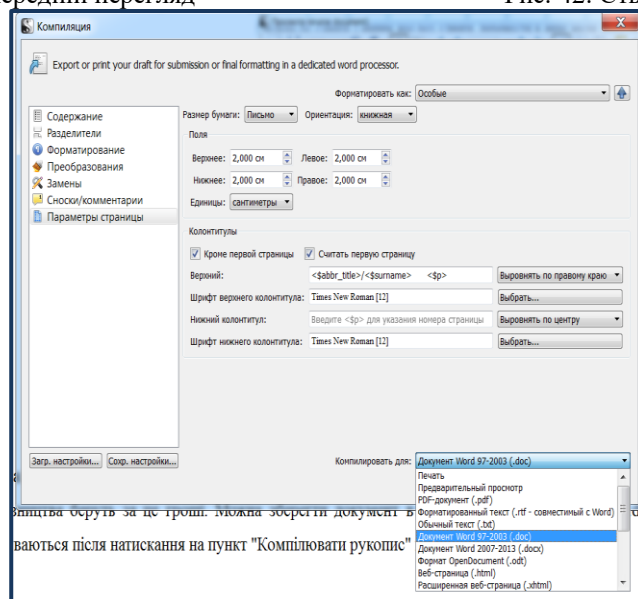 передній перегляд Рис. 42.
Компиляция
Export or print your draft for submission or final formatting in a dedicated word processor.
Форматировать как: Особые
Содержание
Разделители
Форматирование
Преобразования
Замены
Сноски/комментарии
Параметры страницы
Размер бумаги: Письмо Ориентация: книжная
Поля
Верхнее: 2,000 см Левое: 2,000 см
Нижнее: 2,000 см Правое: 2,000 см
Единицы: сантиметры
Колонтитулы
Кроме первой страницы Считать первую страницу
Верхний: <$abbr_title>/<$surname> <$p> Выровнять по правому краю
Шрифт верхнего колонтитула: Times New Roman [12] Выбрать...
Нижний колонтитул: Введите <$p> для указания номера страницы Выровнять по центру
Шрифт нижнего колонтитула: Times New Roman [12] Выбрать...
Загр. настройки... Сохр. настройки...
Компилировать для: Документ Word 97-2003 (.doc)
Печать
Предварительный просмотр
PDF-документ (.pdf)
Форматированный текст (.rtf - совместимый с Word)
Обычный текст (.txt)
Документ Word 97-2003 (.doc)
Документ Word 2007-2013 (.docx)
Формат OpenDocument (.odt)
Веб-страница (.html)
Расширенная веб-страница (.xhtml)
беруть за це гроші. Можна зберегти документ в
ваються після натискання на пункт "Компілювати рукопис"